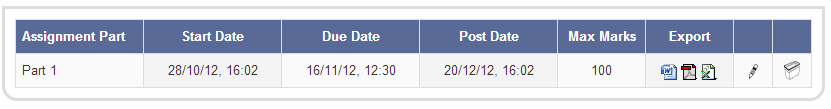 Assignment Part Start Date Due Date Post Date Max Marks Export
Part 1 28/10/12, 16:02 16/11/12, 12:30 20/12/12, 16:02 100